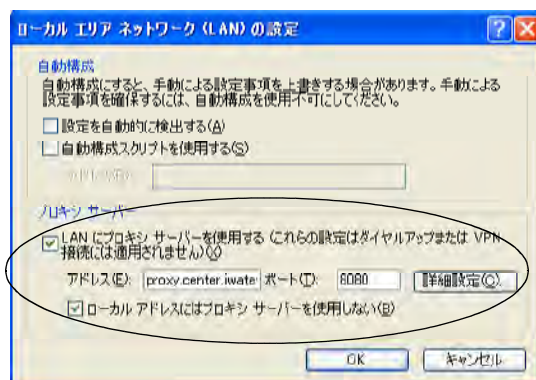 ローカル エリア ネットワーク (LAN) の設定
自動構成
自動構成にすると、手動による設定事項を上書きする場合があります。手動による
設定事項を確保するには、自動構成を使用不可にしてください。
設定を自動的に検出する(A)
自動構成スクリプトを使用する(S)
プロキシ サーバー
LAN にプロキシ サーバーを使用する (これらの設定はダイヤルアップまたは VPN
接続には適用されません)(X)
アドレス(E): proxy.center.iwate- ポート(T): 8080 詳細設定(C)
ローカル アドレスにはプロキシ サーバーを使用しない(B)
OK キャンセル